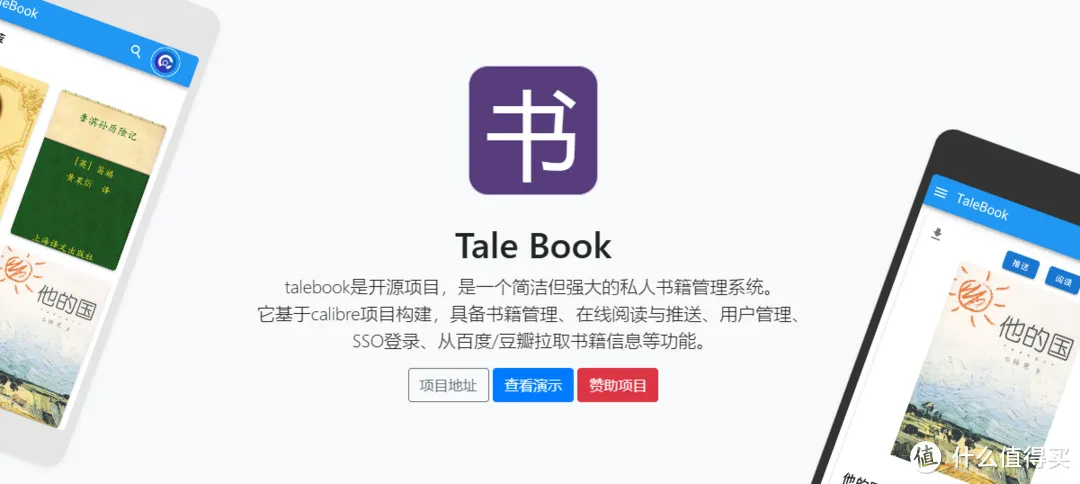 TaleBook
鲁滨孙历险记
［英］笛福
黄杲炘 译
上海译文出版社
他的国
书
Tale Book
talebook是开源项目，是一个简洁但强大的私人书籍管理系统。
它基于calibre项目构建，具备书籍管理、在线阅读与推送、用户管理、
SSO登录、从百度/豆瓣拉取书籍信息等功能。
项目地址
查看演示
赞助项目
TaleBook
推送
阅读
他的国
韩寒 著
他的国
值 什么值得买